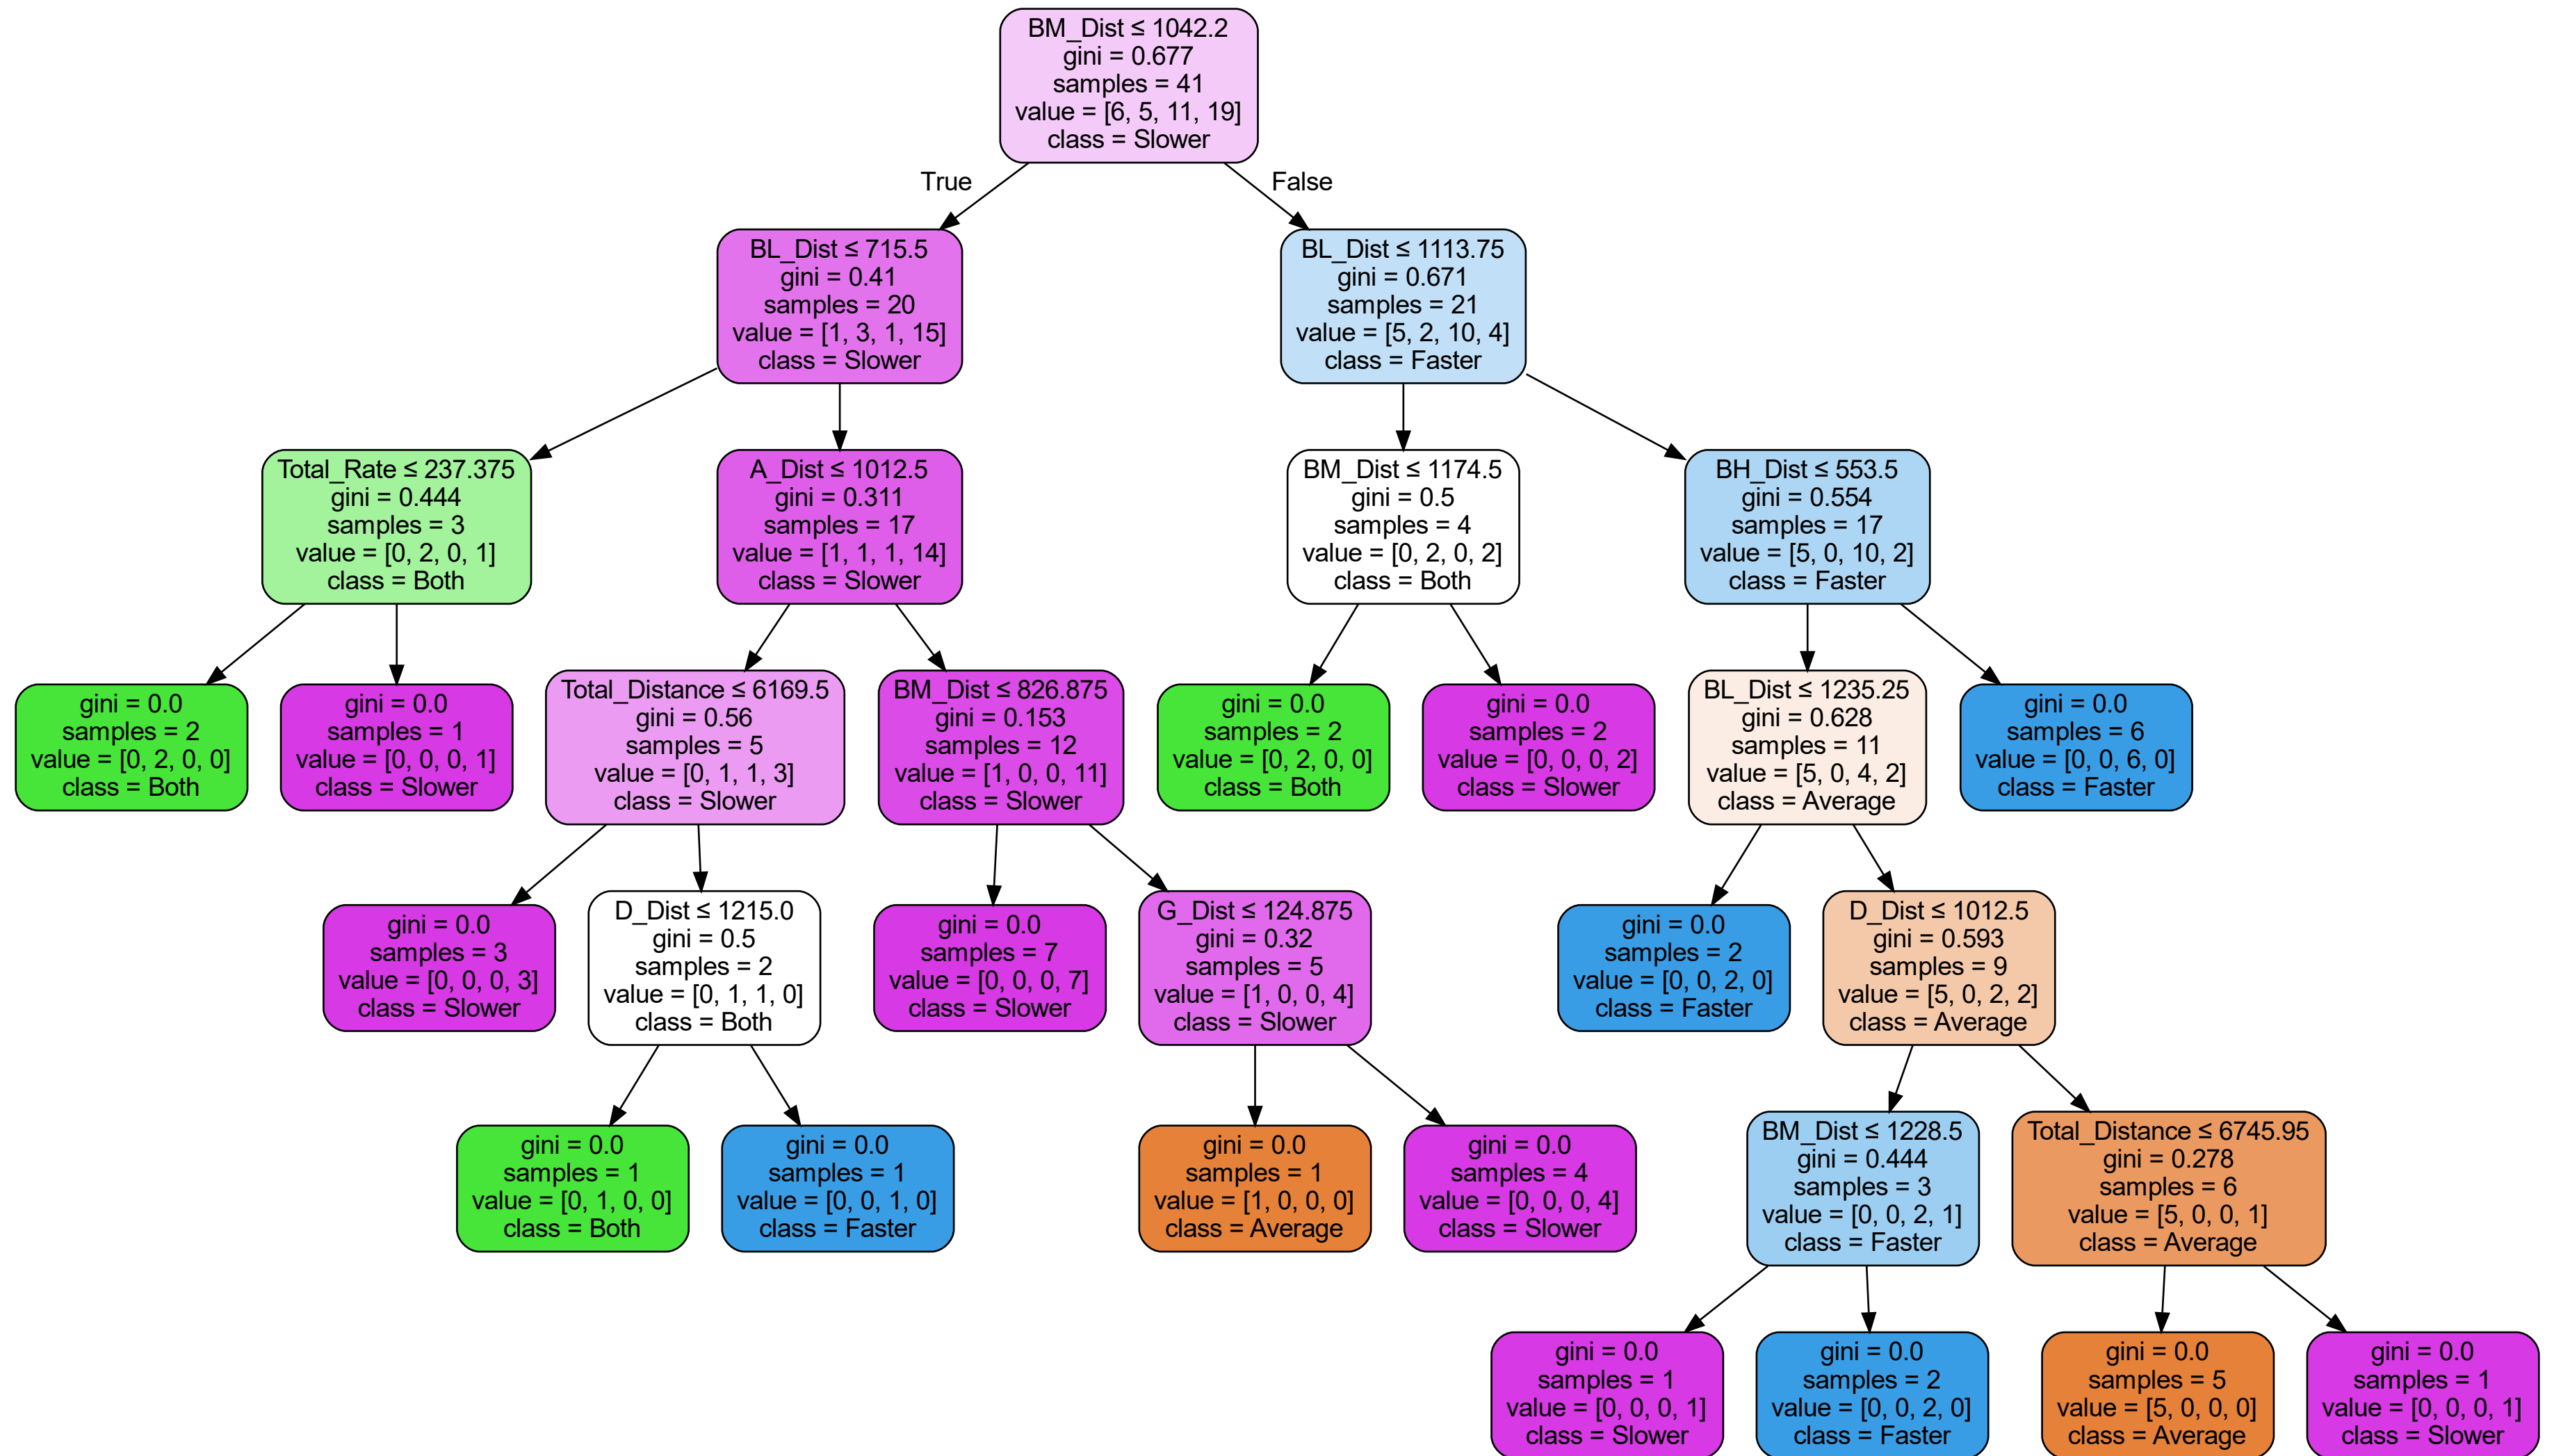 BM_Dist ≤ 1042.2
gini = 0.677
samples = 41
value = [6, 5, 11, 19]
class = Slower
True
False
BL_Dist ≤ 715.5
gini = 0.41
samples = 20
value = [1, 3, 1, 15]
class = Slower
BL_Dist ≤ 1113.75
gini = 0.671
samples = 21
value = [5, 2, 10, 4]
class = Faster
Total_Rate ≤ 237.375
gini = 0.444
samples = 3
value = [0, 2, 0, 1]
class = Both
A_Dist ≤ 1012.5
gini = 0.311
samples = 17
value = [1, 1, 1, 14]
class = Slower
BM_Dist ≤ 1174.5
gini = 0.5
samples = 4
value = [0, 2, 0, 2]
class = Both
BH_Dist ≤ 553.5
gini = 0.554
samples = 17
value = [5, 0, 10, 2]
class = Faster
gini = 0.0
samples = 2
value = [0, 2, 0, 0]
class = Both
gini = 0.0
samples = 1
value = [0, 0, 0, 1]
class = Slower
Total_Distance ≤ 6169.5
gini = 0.56
samples = 5
value = [0, 1, 1, 3]
class = Slower
BM_Dist ≤ 826.875
gini = 0.153
samples = 12
value = [1, 0, 0, 11]
class = Slower
gini = 0.0
samples = 2
value = [0, 2, 0, 0]
class = Both
gini = 0.0
samples = 2
value = [0, 0, 0, 2]
class = Slower
BL_Dist ≤ 1235.25
gini = 0.628
samples = 11
value = [5, 0, 4, 2]
class = Average
gini = 0.0
samples = 6
value = [0, 0, 6, 0]
class = Faster
gini = 0.0
samples = 3
value = [0, 0, 0, 3]
class = Slower
D_Dist ≤ 1215.0
gini = 0.5
samples = 2
value = [0, 1, 1, 0]
class = Both
gini = 0.0
samples = 7
value = [0, 0, 0, 7]
class = Slower
G_Dist ≤ 124.875
gini = 0.32
samples = 5
value = [1, 0, 0, 4]
class = Slower
gini = 0.0
samples = 2
value = [0, 0, 2, 0]
class = Faster
D_Dist ≤ 1012.5
gini = 0.593
samples = 9
value = [5, 0, 2, 2]
class = Average
gini = 0.0
samples = 1
value = [0, 1, 0, 0]
class = Both
gini = 0.0
samples = 1
value = [0, 0, 1, 0]
class = Faster
gini = 0.0
samples = 1
value = [1, 0, 0, 0]
class = Average
gini = 0.0
samples = 4
value = [0, 0, 0, 4]
class = Slower
BM_Dist ≤ 1228.5
gini = 0.444
samples = 3
value = [0, 0, 2, 1]
class = Faster
Total_Distance ≤ 6745.95
gini = 0.278
samples = 6
value = [5, 0, 0, 1]
class = Average
gini = 0.0
samples = 1
value = [0, 0, 0, 1]
class = Slower
gini = 0.0
samples = 2
value = [0, 0, 2, 0]
class = Faster
gini = 0.0
samples = 5
value = [5, 0, 0, 0]
class = Average
gini = 0.0
samples = 1
value = [0, 0, 0, 1]
class = Slower